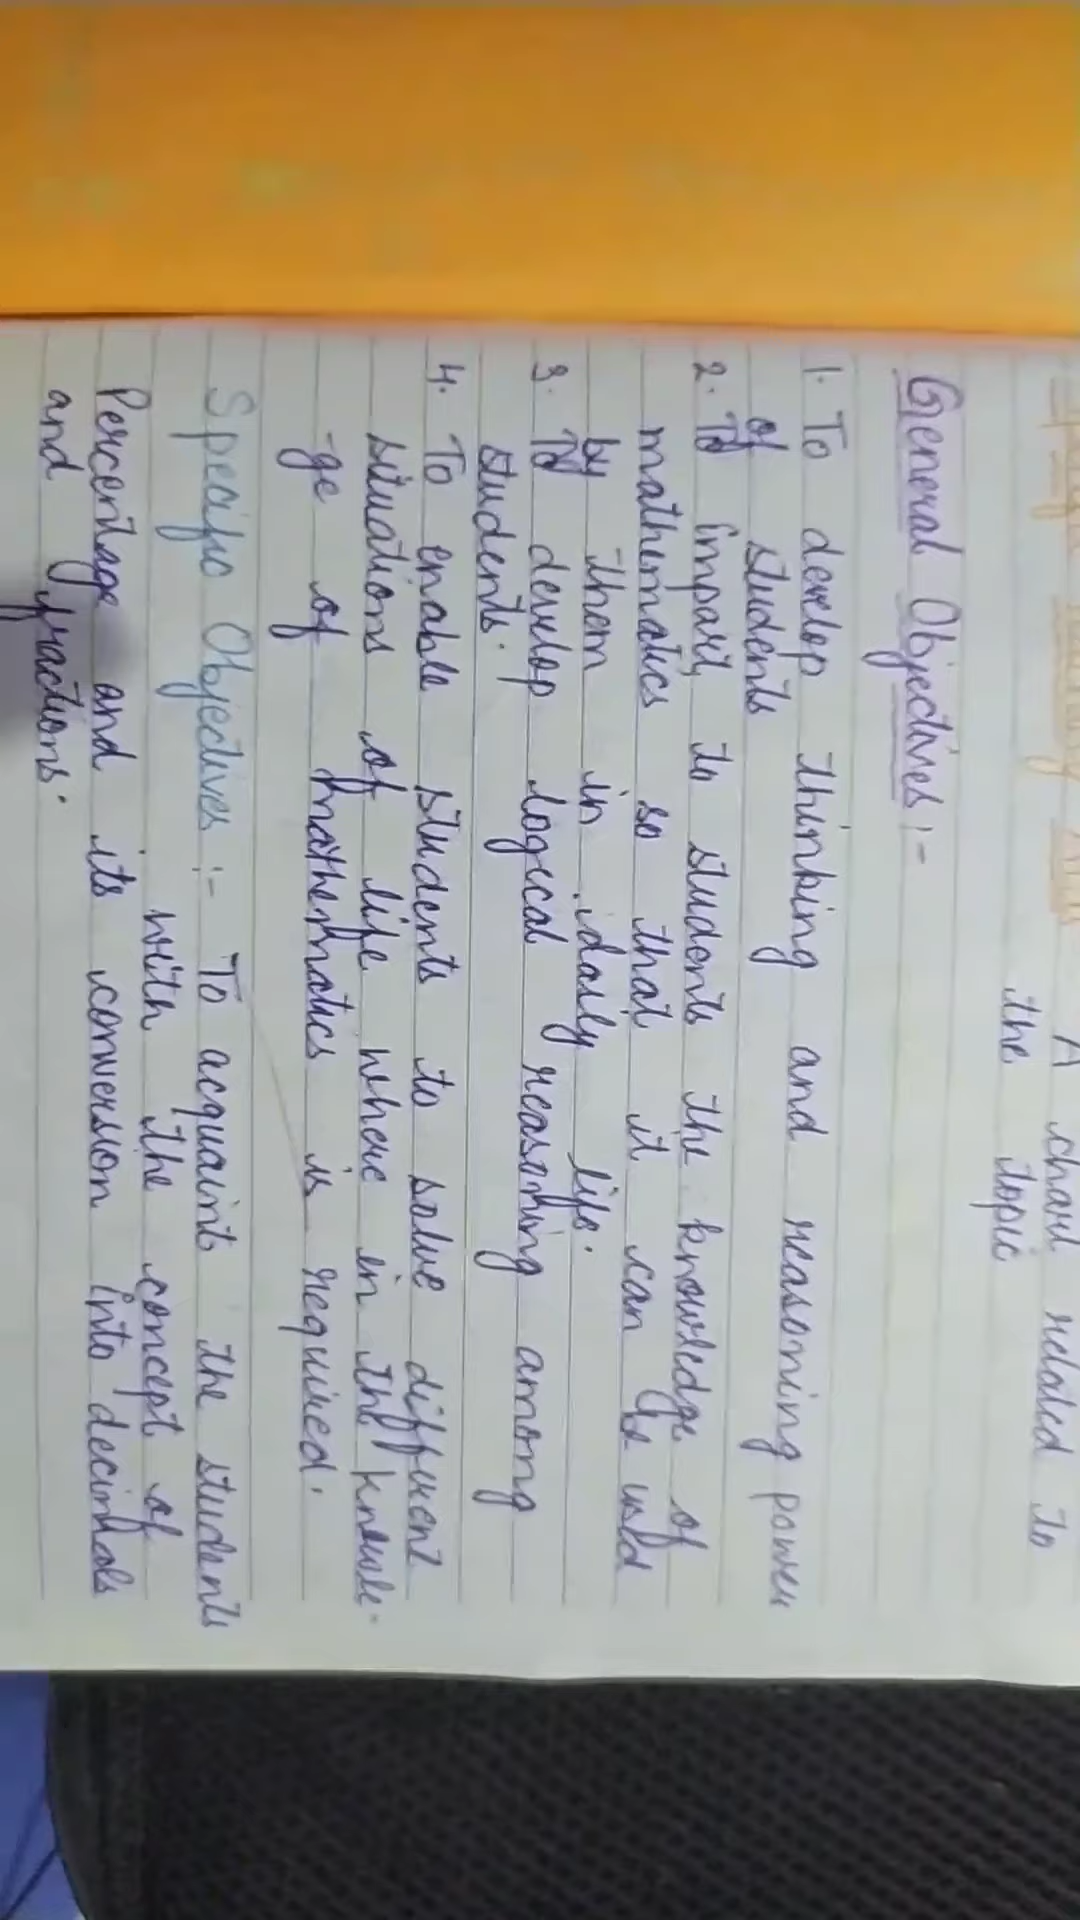 A chart related to
the topic
General Objectives :-
1. To develop thinking and reasoning power
of students
2. To impart to students the knowledge of
mathematics so that it can be used
by them in daily life.
3. To develop logical reasoning among
students.
4. To enable students to solve different
situations of life where in the knowle-
-ge of mathematics is required.
Specific Objectives :- To acquaint the students
with the concept of
Percentage and its conversion into decimals
and fractions.